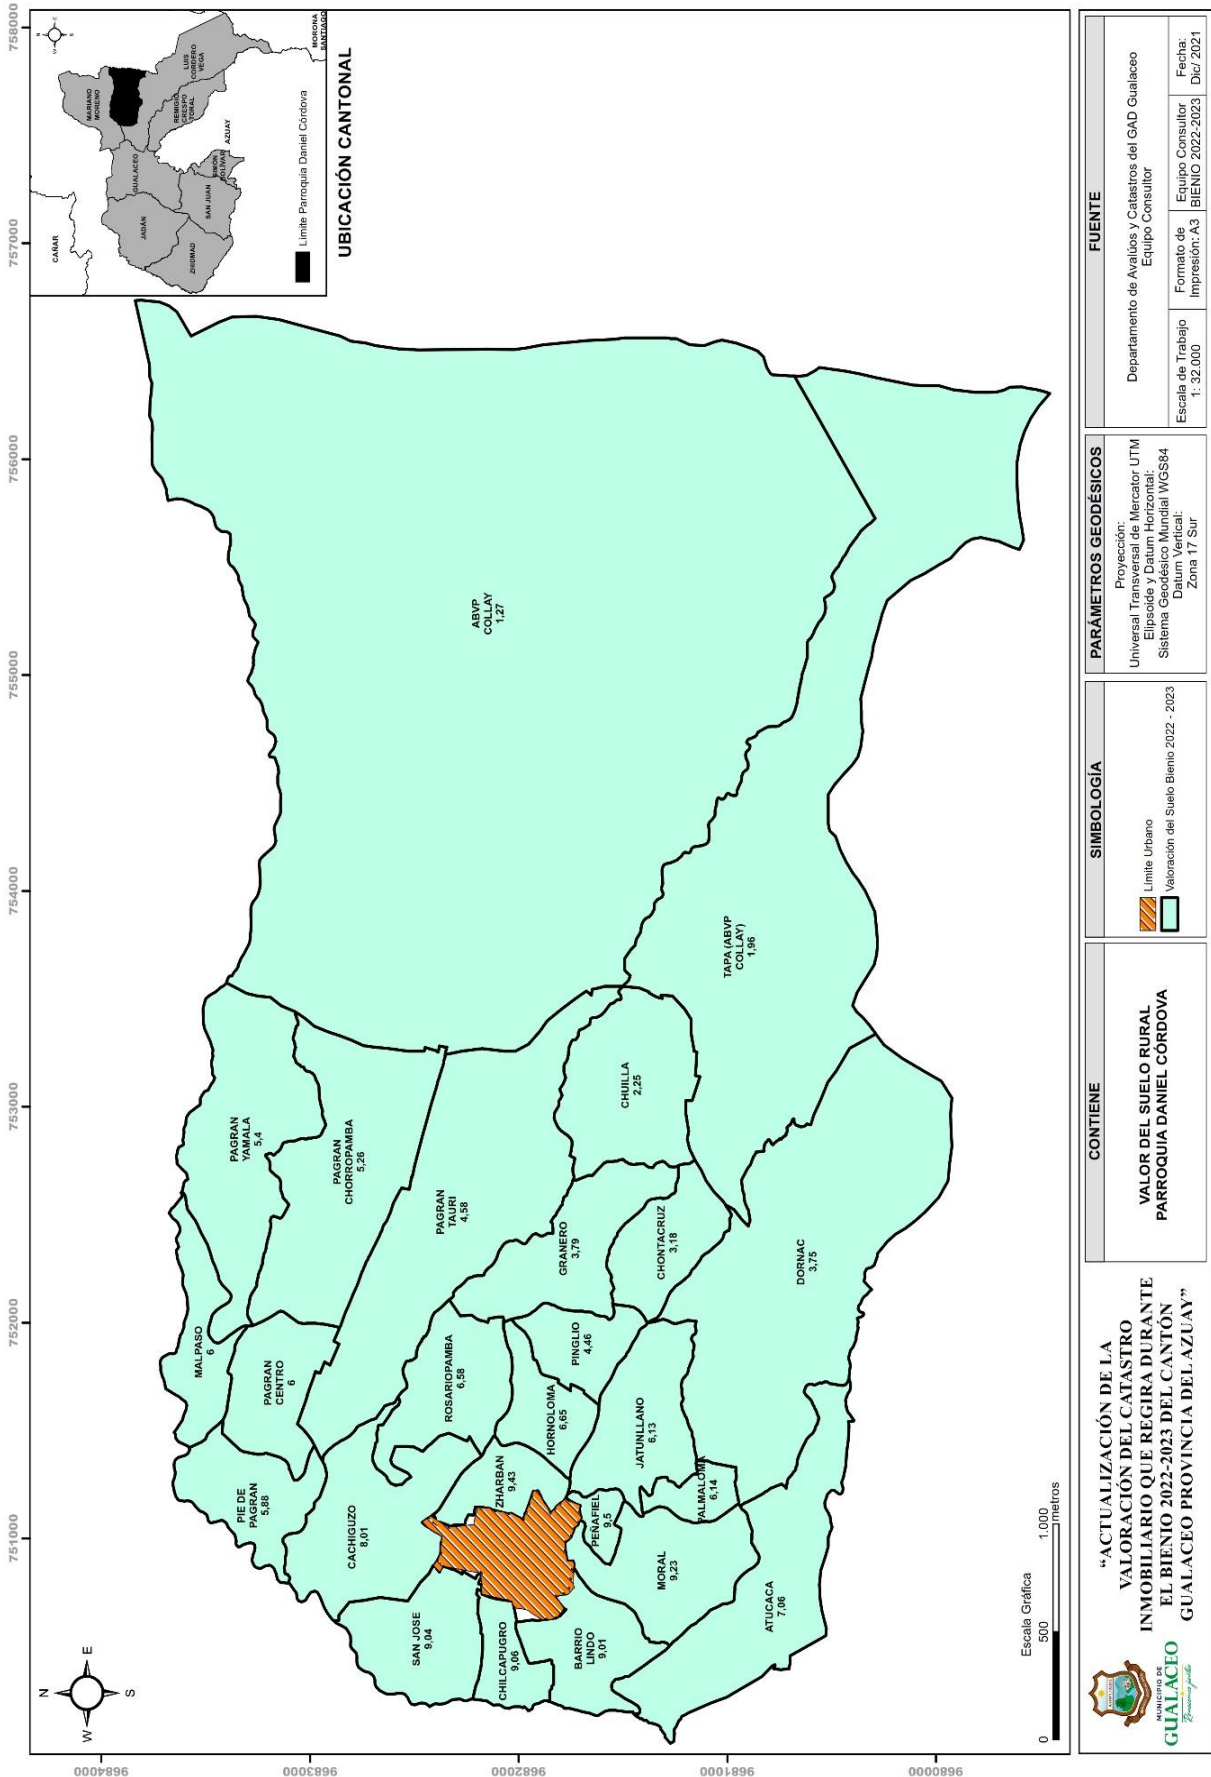 758000
757000
756000
755000
754000
753000
752000
751000
9684000
9683000
9682000
9681000
9680000
N
W
E
S
CAÑAR
MARIANO
MORENO
GUALACEO
JADÁN
ZHIDMAD
SAN JUAN
SIMÓN
BOLÍVAR
AZUAY
REMIGIO
CRESPO
TORAL
LUIS
CORDERO
VEGA
MORONA
SANTIAGO
Límite Parroquia Daniel Córdova
UBICACIÓN CANTONAL
N
W
E
S
MALPASO
6
PAGRAN
YAMALA
5,4
PIE DE
PAGRAN
5,88
PAGRAN
CENTRO
6
PAGRAN
CHORROPAMBA
5,26
CACHIGUZO
8,01
PAGRAN
TAURI
4,58
ABVP
COLLAY
1,27
SAN JOSE
9,04
ROSARIOPAMBA
6,58
CHILCAPUGRO
9,06
ZHARBAN
9,43
HORNOLOMA
6,65
PINGLIO
4,46
GRANERO
3,79
CHUILLA
2,25
BARRIO
LINDO
9,01
PEÑAFIEL
9,5
JATUNLLANO
6,13
CHONTACRUZ
3,18
MORAL
9,23
PALMALOMA
6,14
TAPA (ABVP
COLLAY)
1,96
ATUCACA
7,06
DORNAC
3,75
Escala Gráfica
0
500
1.000
metros
MUNICIPIO DE
GUALACEO
“ACTUALIZACIÓN DE LA
VALORACIÓN DEL CATASTRO
INMOBILIARIO QUE REGIRA DURANTE
EL BIENIO 2022-2023 DEL CANTÓN
GUALACEO PROVINCIA DEL AZUAY”
CONTIENE
VALOR DEL SUELO RURAL
PARROQUIA DANIEL CÓRDOVA
SIMBOLOGÍA
Límite Urbano
Valoración del Suelo Bienio 2022 - 2023
PARÁMETROS GEODÉSICOS
Proyección:
Universal Transversal de Mercator UTM
Elipsoide y Datum Horizontal:
Sistema Geodésico Mundial WGS84
Datum Vertical:
Zona 17 Sur
FUENTE
Departamento de Avalúos y Catastros del GAD Gualaceo
Equipo Consultor
Escala de Trabajo
1: 32.000
Formato de
Impresión: A3
Equipo Consultor
BIENIO 2022-2023
Fecha:
Dic/ 2021